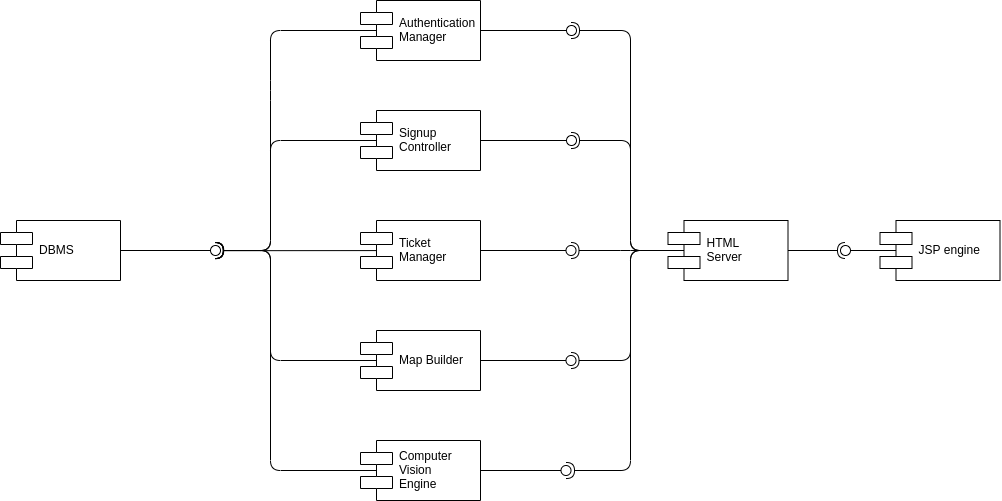 Authentication
Manager
Signup
Controller
DBMS
Ticket
Manager
HTML
Server
JSP engine
Map Builder
Computer
Vision
Engine